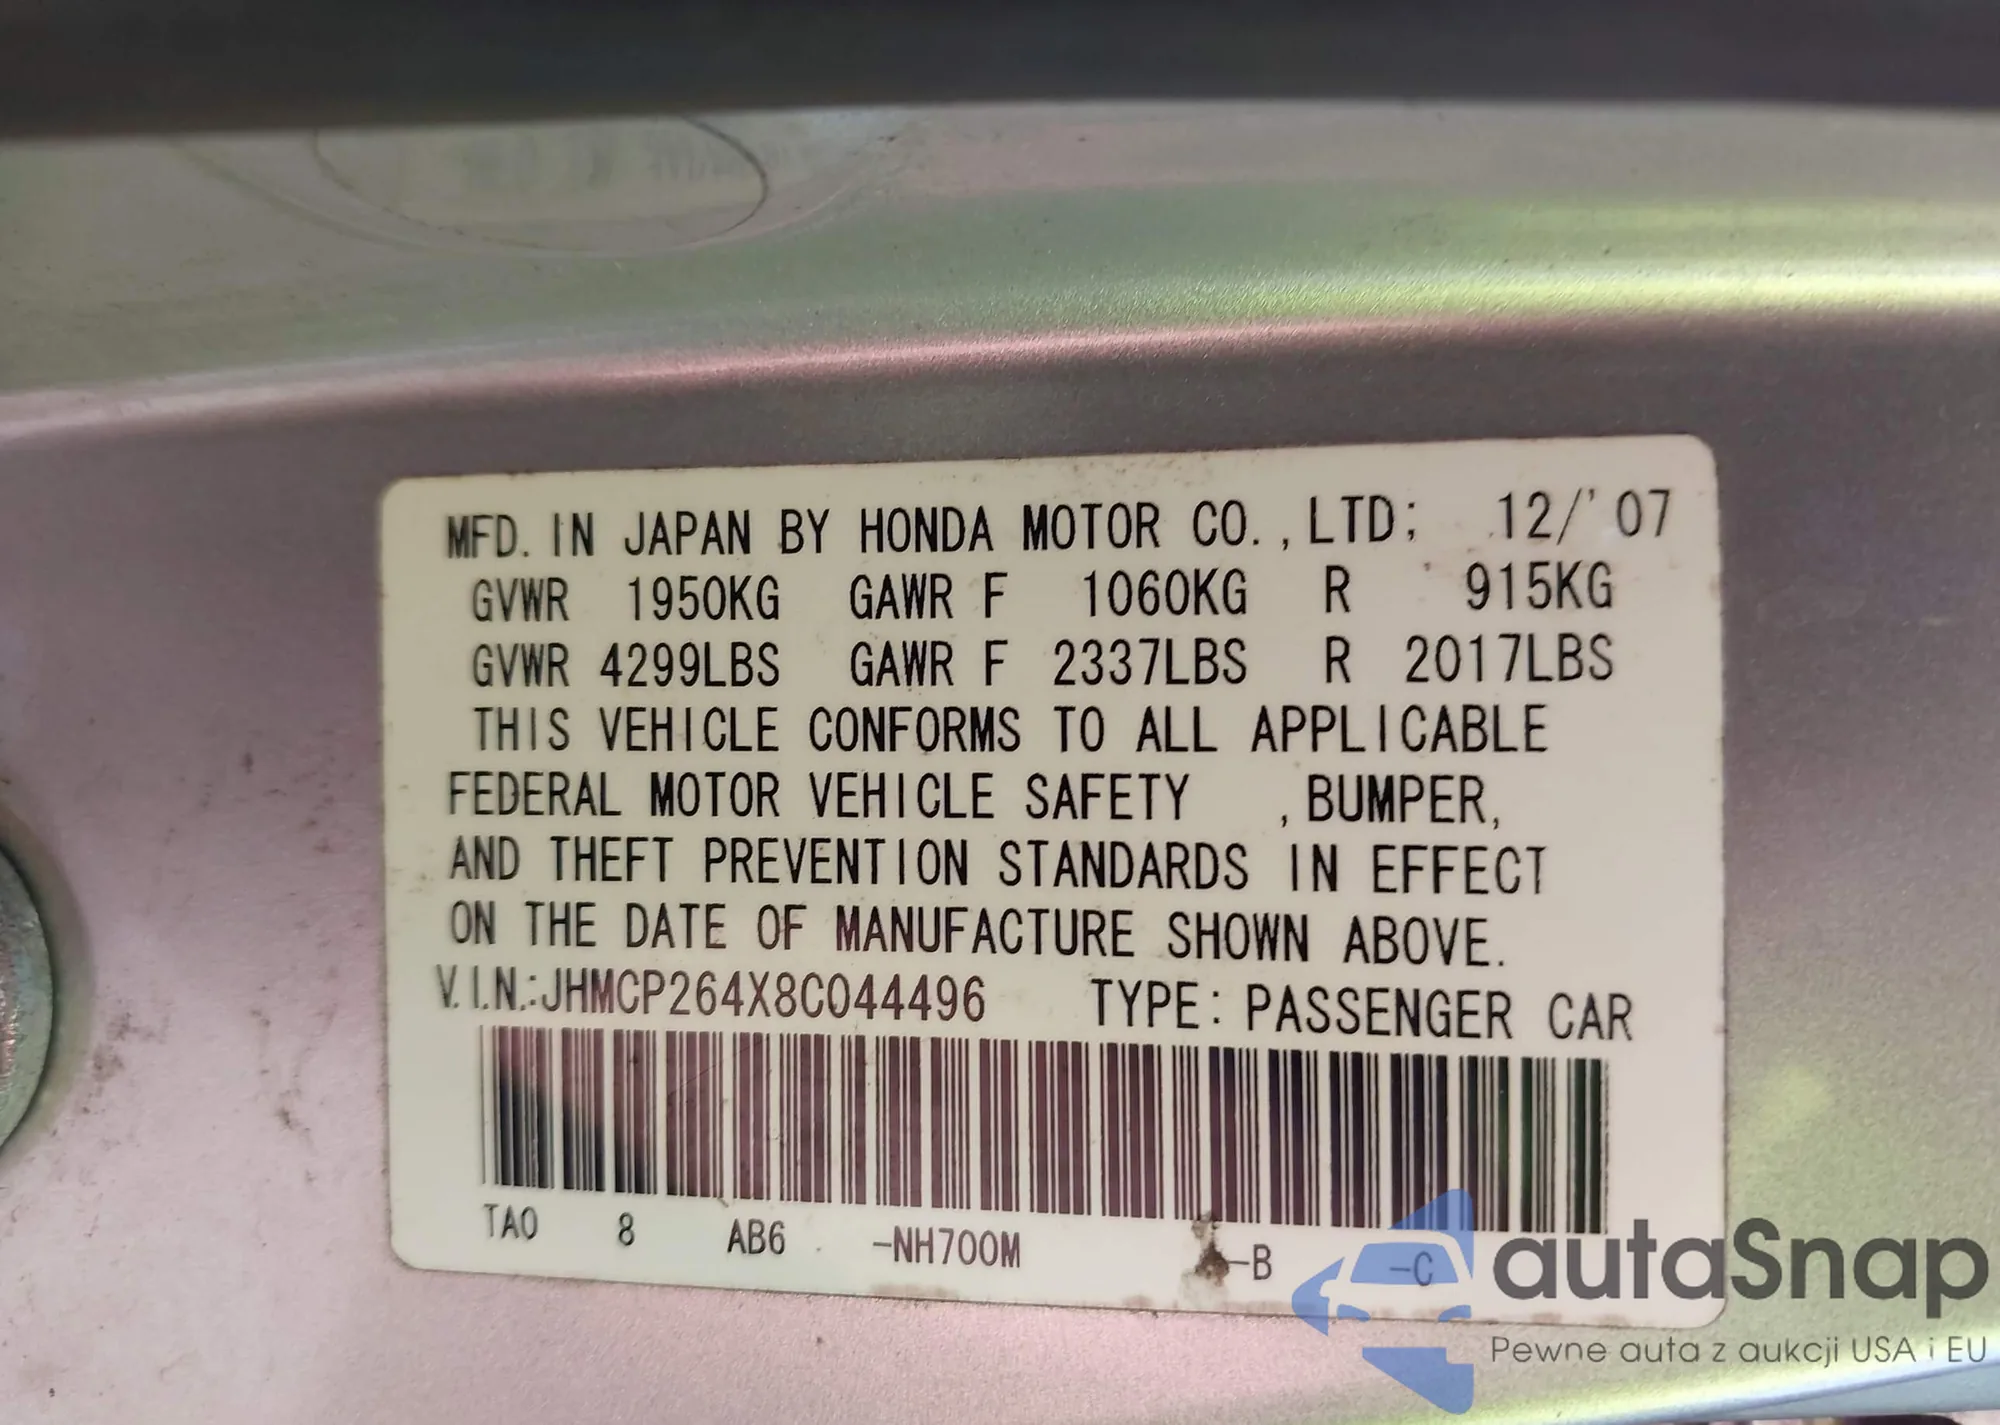 MFD. IN JAPAN BY HONDA MOTOR CO., LTD; 12/'07
GVWR 1950KG GAWR F 1060KG R 915KG
GVWR 4299LBS GAWR F 2337LBS R 2017LBS
THIS VEHICLE CONFORMS TO ALL APPLICABLE
FEDERAL MOTOR VEHICLE SAFETY , BUMPER,
AND THEFT PREVENTION STANDARDS IN EFFECT
ON THE DATE OF MANUFACTURE SHOWN ABOVE.
V.I.N.:JHMCP264X8C044496 TYPE: PASSENGER CAR
TA0 8 AB6 -NH700M -B -C
autaSnap
Pewne auta z aukcji USA i EU